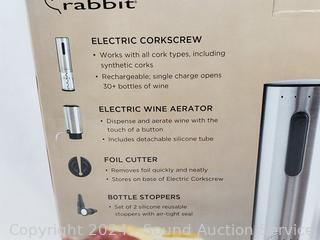 rabbit
ELECTRIC CORKSCREW
• Works with all cork types, including
synthetic corks
• Rechargeable; single charge opens
30+ bottles of wine
ELECTRIC WINE AERATOR
• Dispense and aerate wine with the
touch of a button
• Includes detachable silicone tube
FOIL CUTTER
• Removes foil quickly and neatly
• Stores on base of Electric Corkscrew
BOTTLE STOPPERS
• Set of 2 silicone reusable
stoppers with air-tight seal
Copyright 2024 Sound Auction Service